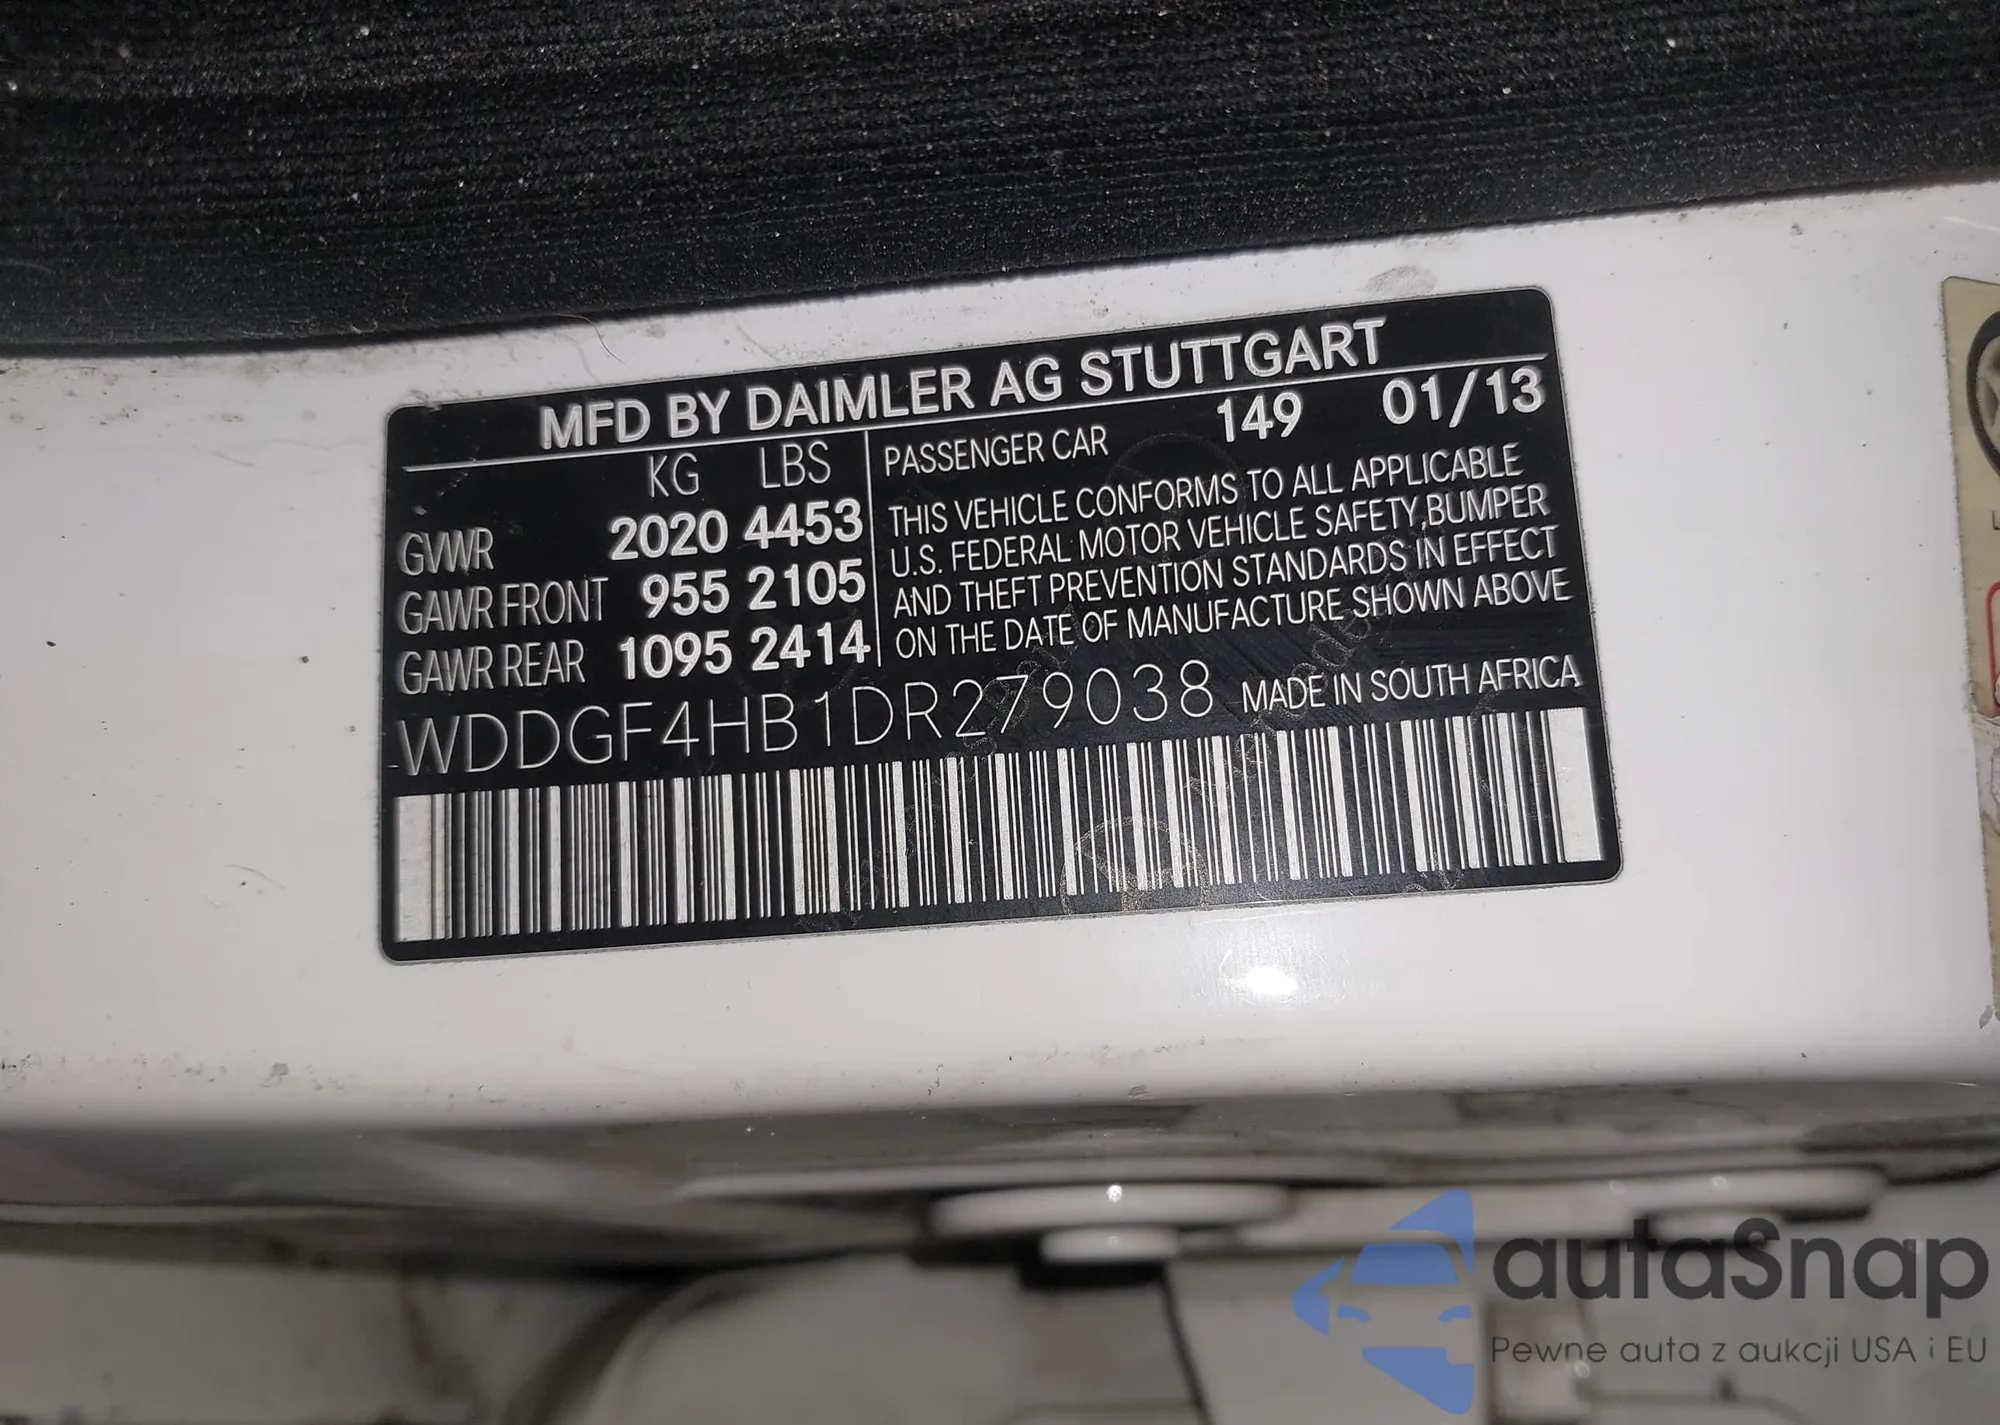 MFD BY DAIMLER AG STUTTGART
KG LBS
GVWR 2020 4453
GAWR FRONT 955 2105
GAWR REAR 1095 2414
PASSENGER CAR 149 01/13
THIS VEHICLE CONFORMS TO ALL APPLICABLE
U.S. FEDERAL MOTOR VEHICLE SAFETY,BUMPER
AND THEFT PREVENTION STANDARDS IN EFFECT
ON THE DATE OF MANUFACTURE SHOWN ABOVE
WDDGF4HB1DR279038 MADE IN SOUTH AFRICA
autaSnap
Pewne auta z aukcji USA i EU